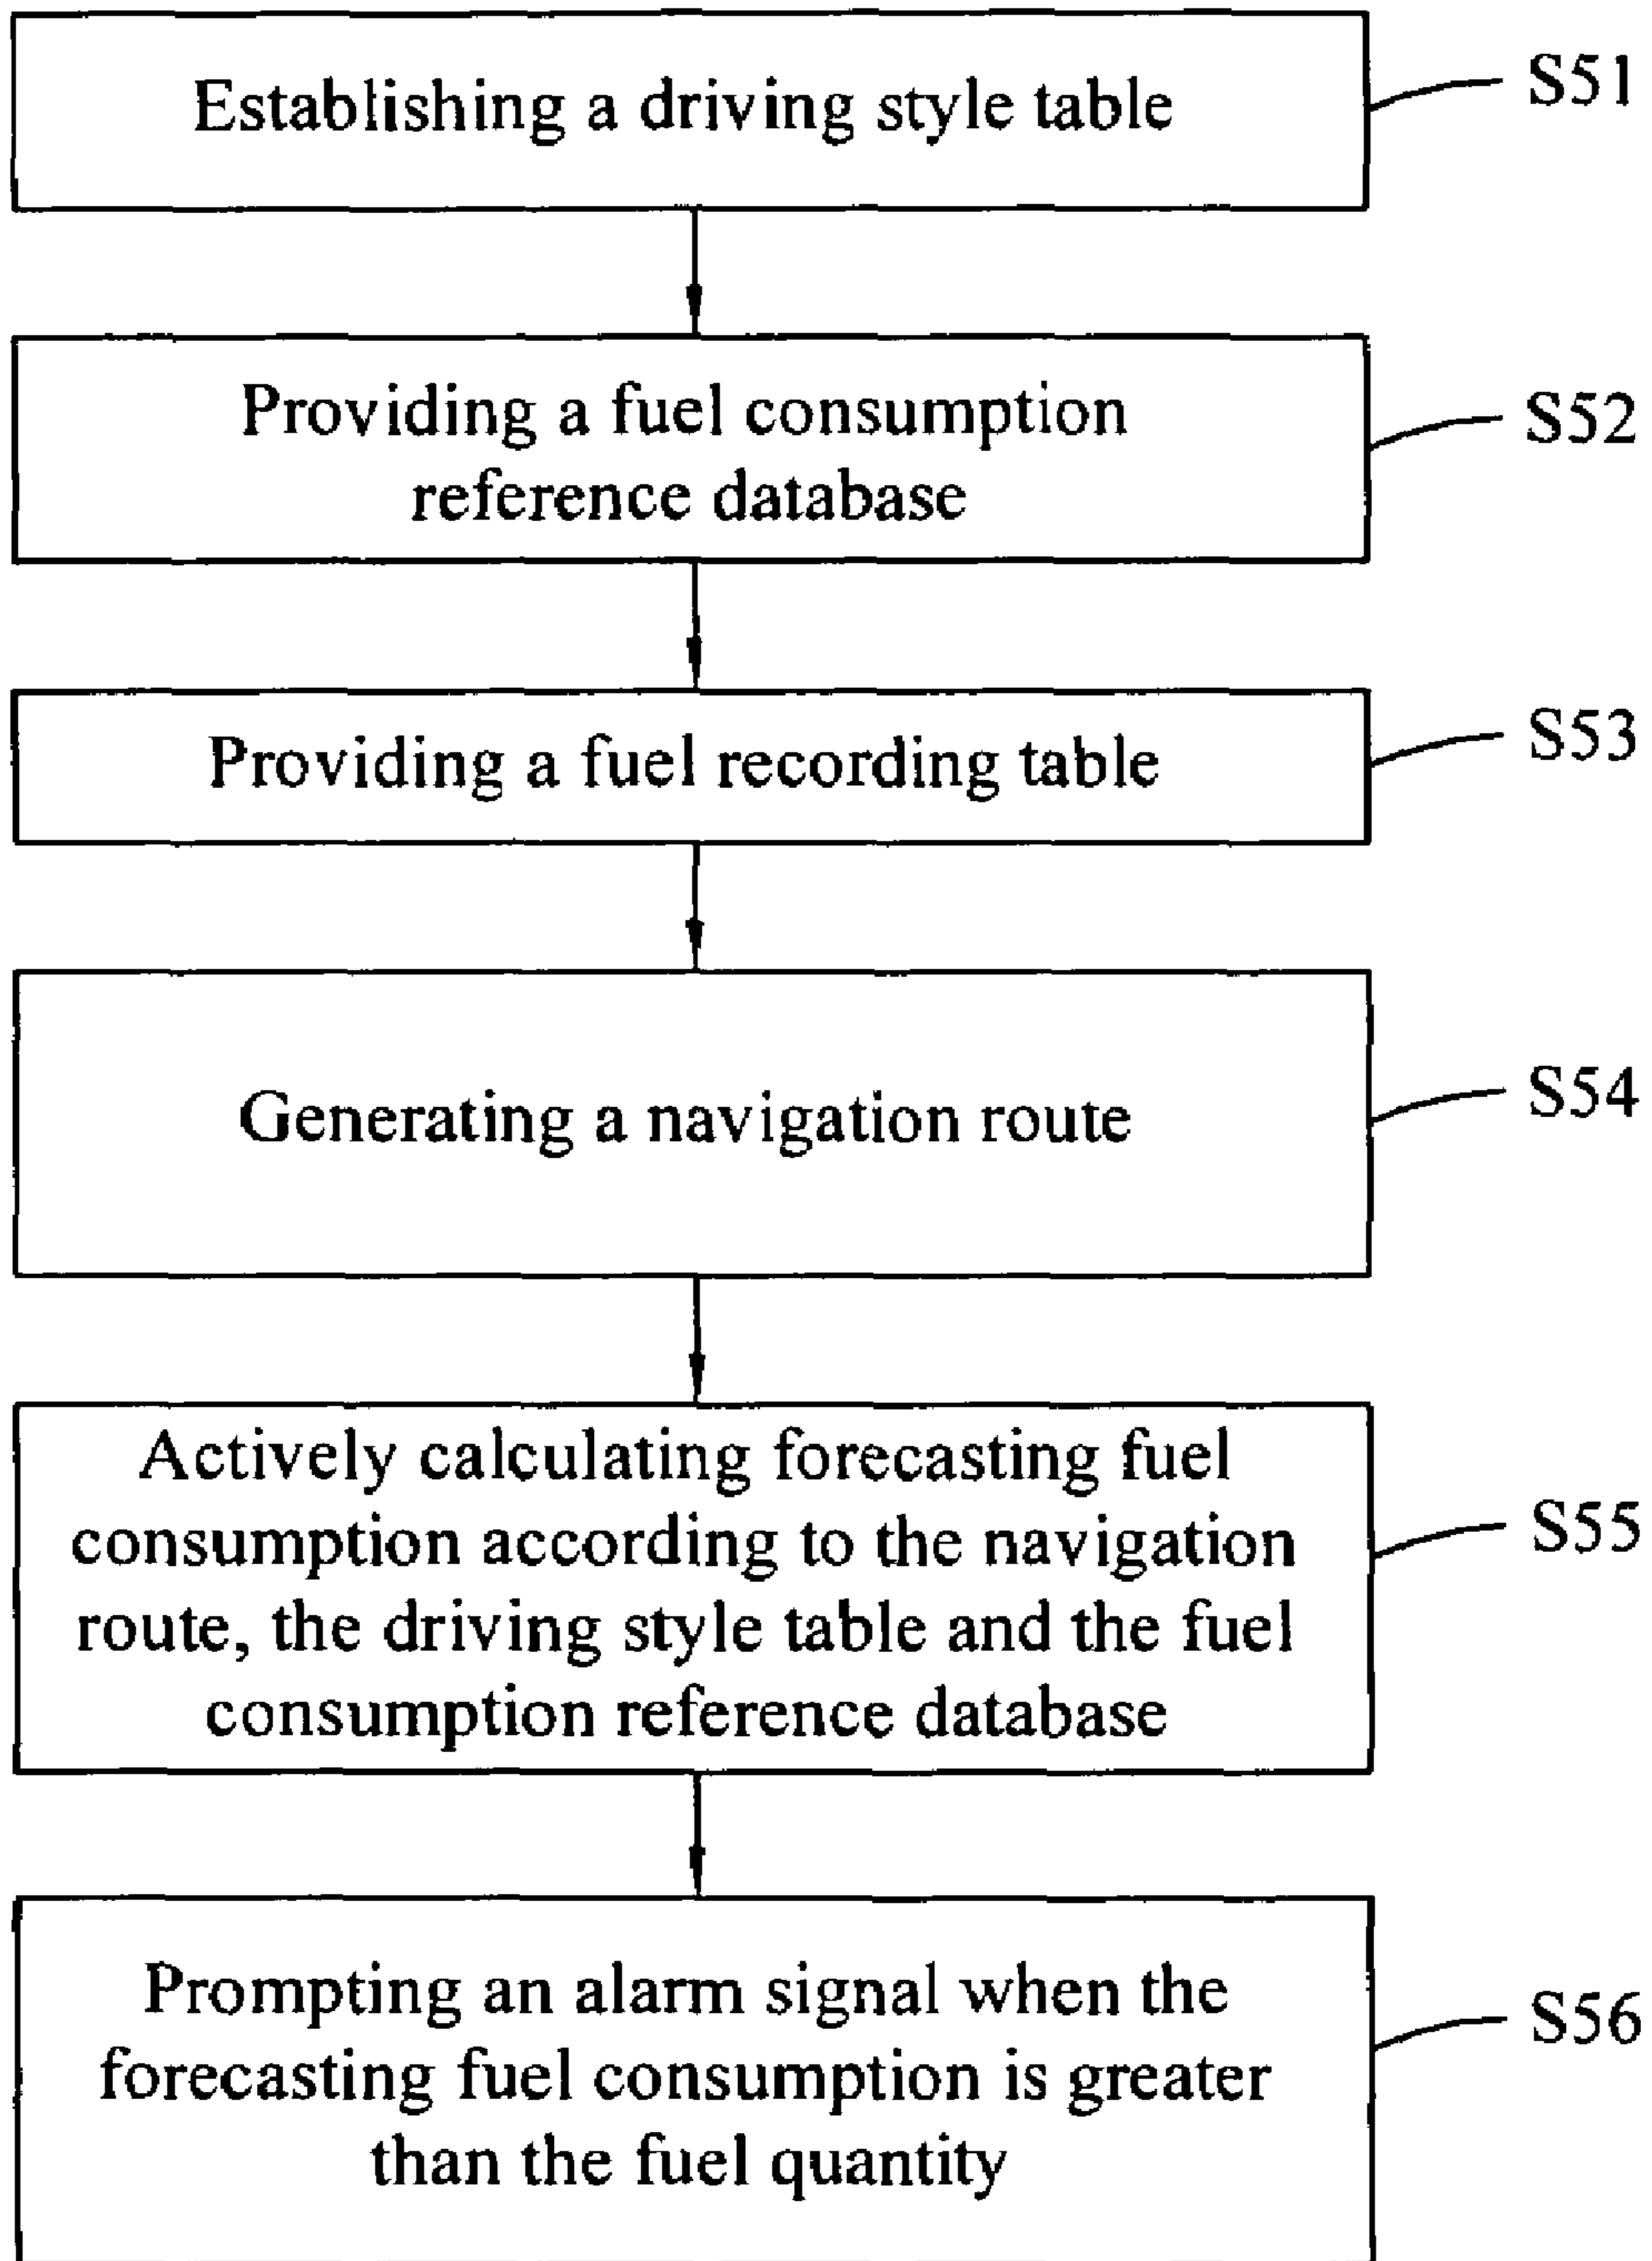 Establishing a driving style table
S51
Providing a fuel consumption
reference database
S52
Providing a fuel recording table
S53
Generating a navigation route
S54
Actively calculating forecasting fuel
consumption according to the navigation
route, the driving style table and the fuel
consumption reference database
S55
Prompting an alarm signal when the
forecasting fuel consumption is greater
than the fuel quantity
S56